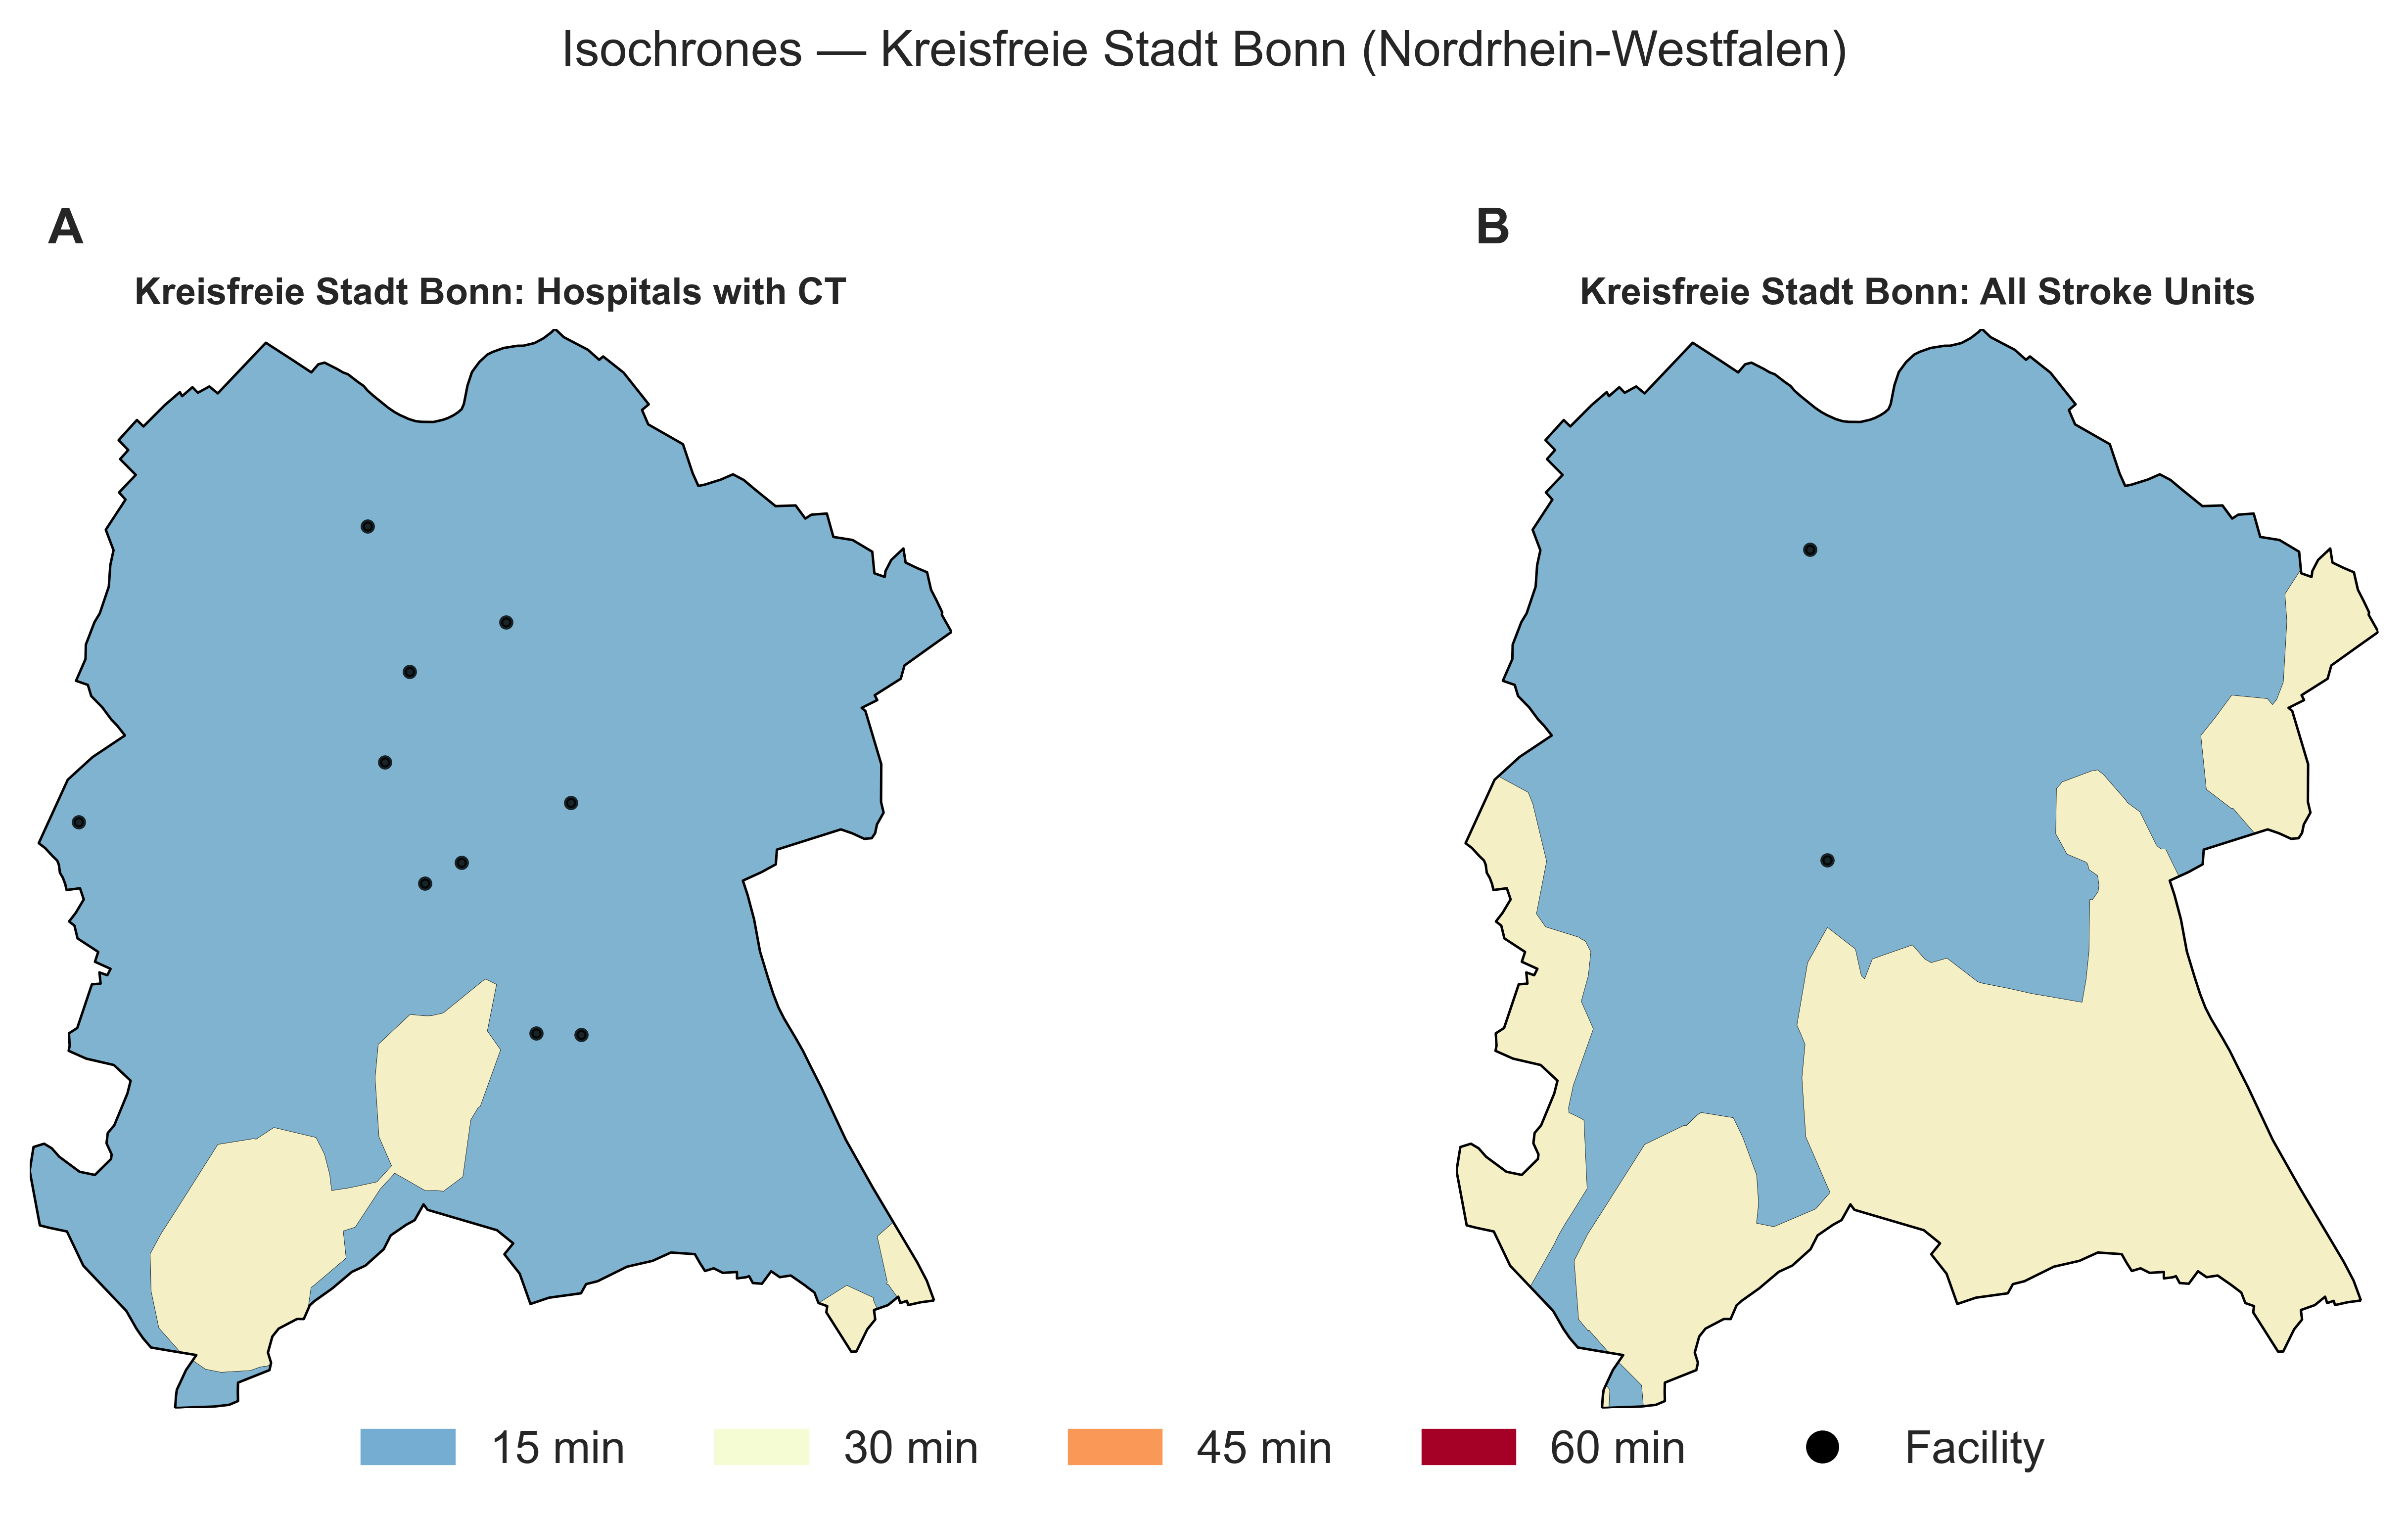 Isochrones — Kreisfreie Stadt Bonn (Nordrhein-Westfalen)
A
Kreisfreie Stadt Bonn: Hospitals with CT
B
Kreisfreie Stadt Bonn: All Stroke Units
15 min
30 min
45 min
60 min
Facility